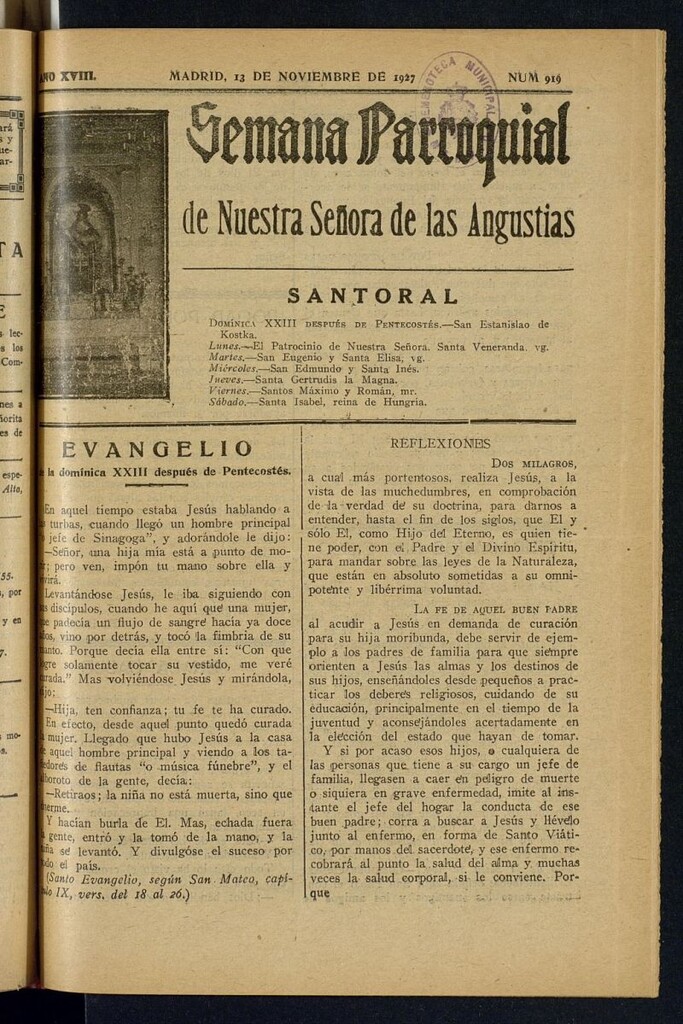 AÑO XVIII.
MADRID, 13 DE NOVIEMBRE DE 1927
NUM 919
Semana Parroquial
de Nuestra Señora de las Angustias
SANTORAL
DOMÍNICA XXIII DESPUÉS DE PENTECOSTÉS.—San Estanislao de
Kostka.
Lunes.—El Patrocinio de Nuestra Señora. Santa Veneranda. vg.
Martes.—San Eugenio y Santa Elisa, vg.
Miércoles.—San Edmundo y Santa Inés.
Jueves.—Santa Gertrudis la Magna.
Viernes.—Santos Máximo y Román, mr.
Sábado.—Santa Isabel, reina de Hungría.
EVANGELIO
la dominica XXIII después de Pentecostés.
En aquel tiempo estaba Jesús hablando a
turbas, cuando llegó un hombre principal
jefe de Sinagoga", y adorándole le dijo:
—Señor, una hija mía está a punto de mo-
; pero ven, impón tu mano sobre ella y
virá.
Levantándose Jesús, le iba siguiendo con
discípulos, cuando he aquí que una mujer,
padecía un flujo de sangre hacía ya doce
vino por detrás, y tocó la fimbria de su
Porque decía ella entre sí: "Con que
solamente tocar su vestido, me veré
Mas volviéndose Jesús y mirándola,
—Hija, ten confianza; tu fe te ha curado.
En efecto, desde aquel punto quedó curada
mujer. Llegado que hubo Jesús a la casa
aquel hombre principal y viendo a los ta-
de flautas "o música fúnebre", y el
de la gente, decía:
—Retiraos; la niña no está muerta, sino que
Y hacían burla de El. Mas, echada fuera
gente, entró y la tomó de la mano, y la
se levantó. Y divulgóse el suceso por
el país.
(Santo Evangelio, según San Mateo, capí-
IX, vers. del 18 al 26.)
REFLEXIONES
DOS MILAGROS,
a cual más portentosos, realiza Jesús, a la
vista de las muchedumbres, en comprobación
de la verdad de su doctrina, para darnos a
entender, hasta el fin de los siglos, que El y
sólo El, como Hijo del Eterno, es quien tie-
ne poder, con el Padre y el Divino Espíritu,
para mandar sobre las leyes de la Naturaleza,
que están en absoluto sometidas a su omni-
potente y libérrima voluntad.
LA FE DE AQUEL BUEN PADRE
al acudir a Jesús en demanda de curación
para su hija moribunda, debe servir de ejem-
plo a los padres de familia para que siempre
orienten a Jesús las almas y los destinos de
sus hijos, enseñándoles desde pequeños a prac-
ticar los deberes religiosos, cuidando de su
educación, principalmente en el tiempo de la
juventud y aconsejándoles acertadamente en
la elección del estado que hayan de tomar.
Y si por acaso esos hijos, o cualquiera de
las personas que tiene a su cargo un jefe de
familia, llegasen a caer en peligro de muerte
o siquiera en grave enfermedad, imite al ins-
tante el jefe del hogar la conducta de ese
buen padre; corra a buscar a Jesús y llévelo
junto al enfermo, en forma de Santo Viáti-
co, por manos del sacerdote, y ese enfermo re-
cobrará al punto la salud del alma y muchas
veces la salud corporal, si le conviene. Por-
que